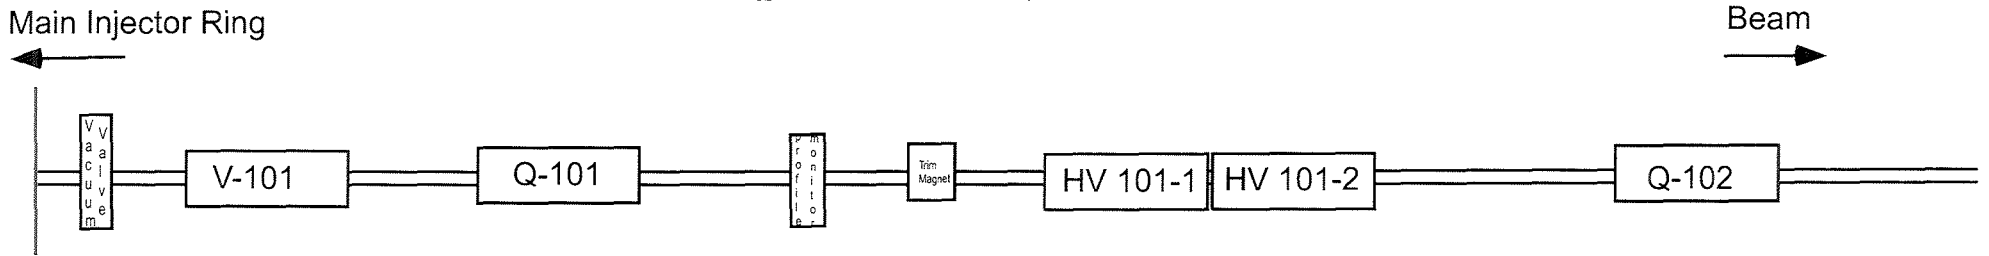 Main Injector Ring
Beam
Vacuum
Valve
V-101
Q-101
profile
monitor
Trim
Magnet
HV 101-1
HV 101-2
Q-102